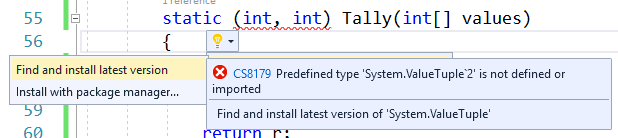 1 reference
55 static (int, int) Tally(int[] values)
56 {
Find and install latest version
Install with package manager...
CS8179 Predefined type 'System.ValueTuple`2' is not defined or
imported
Find and install latest version of 'System.ValueTuple'
59
60 return r;